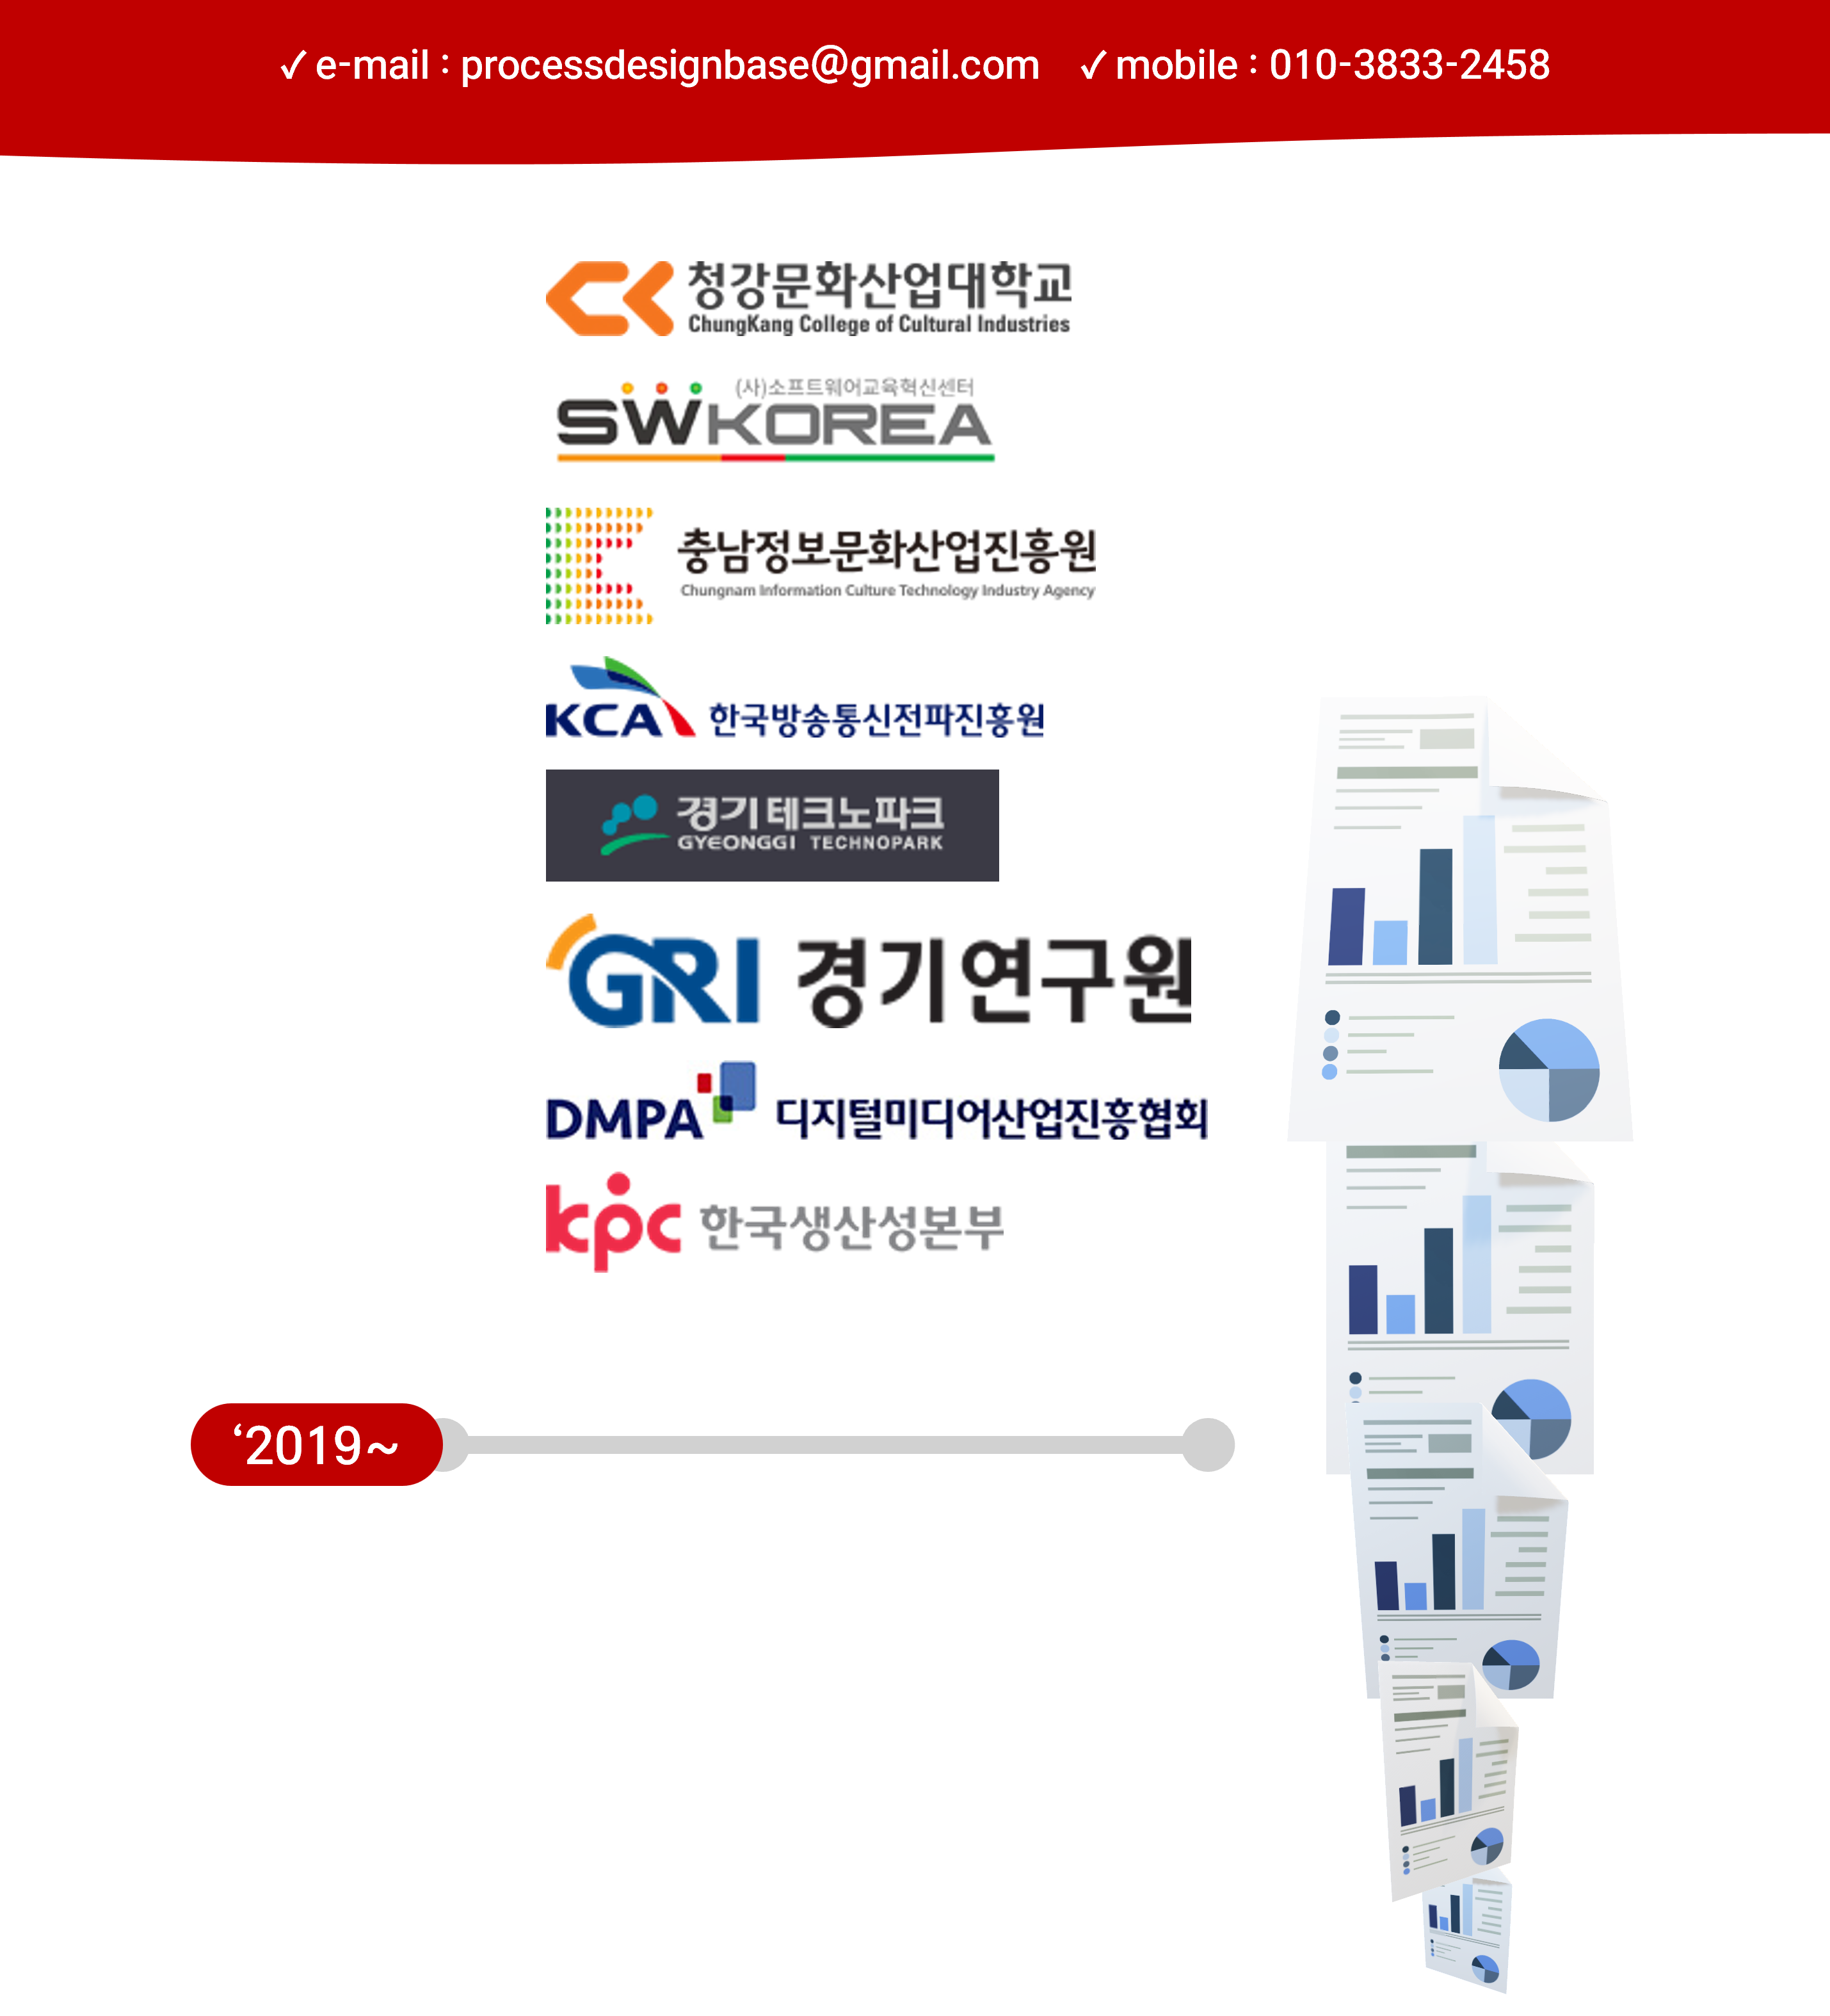 ✓ e-mail : processdesignbase@gmail.com ✓ mobile : 010-3833-2458
청강문화산업대학교
ChungKang College of Cultural Industries
(사)소프트웨어교육혁신센터
SWKOREA
충남정보문화산업진흥원
Chungnam Information Culture Technology Industry Agency
KCA 한국방송통신전파진흥원
경기테크노파크
GYEONGGI TECHNOPARK
GRI 경기연구원
DMPA 디지털미디어산업진흥협회
kpc 한국생산성본부
‘2019~